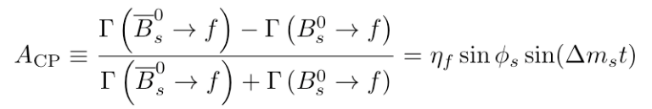 $A_{\mathrm{CP}} \equiv \frac{\Gamma\left(\overline{B}_s^0 \to f\right) - \Gamma\left(B_s^0 \to f\right)}{\Gamma\left(\overline{B}_s^0 \to f\right) + \Gamma\left(B_s^0 \to f\right)} = \eta_f \sin \phi_s \sin(\Delta m_s t)$